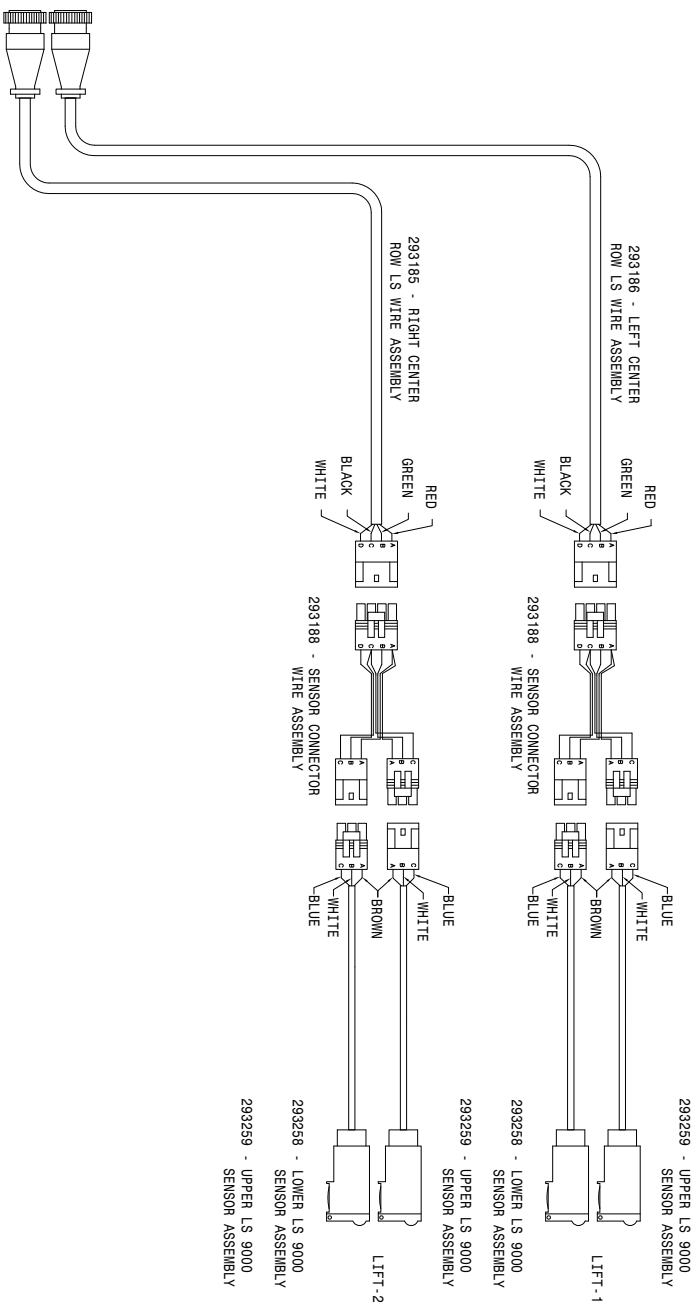 293186 - LEFT CENTER
ROW LS WIRE ASSEMBLY
RED
GREEN
BLACK
WHITE
A
B
C
D
293188 - SENSOR CONNECTOR
WIRE ASSEMBLY
A
B
C
D
C
B
A
A
B
C
C
B
A
A
B
C
BLUE
WHITE
BROWN
WHITE
BLUE
293259 - UPPER LS 9000
SENSOR ASSEMBLY
LIFT-1
293258 - LOWER LS 9000
SENSOR ASSEMBLY
293185 - RIGHT CENTER
ROW LS WIRE ASSEMBLY
RED
GREEN
BLACK
WHITE
A
B
C
D
293188 - SENSOR CONNECTOR
WIRE ASSEMBLY
A
B
C
D
C
B
A
A
B
C
C
B
A
A
B
C
BLUE
WHITE
BROWN
WHITE
BLUE
293259 - UPPER LS 9000
SENSOR ASSEMBLY
LIFT-2
293258 - LOWER LS 9000
SENSOR ASSEMBLY
293259 - UPPER LS 9000
SENSOR ASSEMBLY